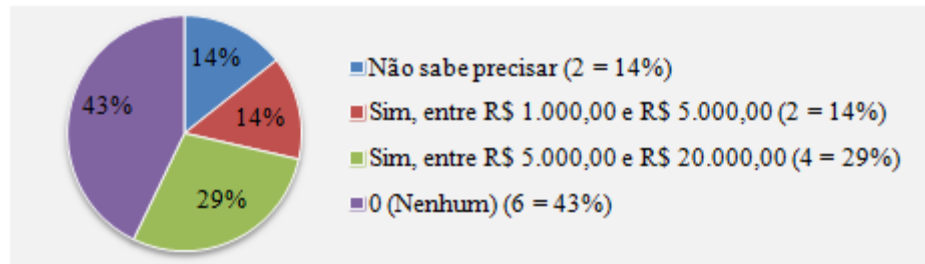 14%
14%
29%
43%
Não sabe precisar (2 = 14%)
Sim, entre R$ 1.000,00 e R$ 5.000,00 (2 = 14%)
Sim, entre R$ 5.000,00 e R$ 20.000,00 (4 = 29%)
0 (Nenhum) (6 = 43%)